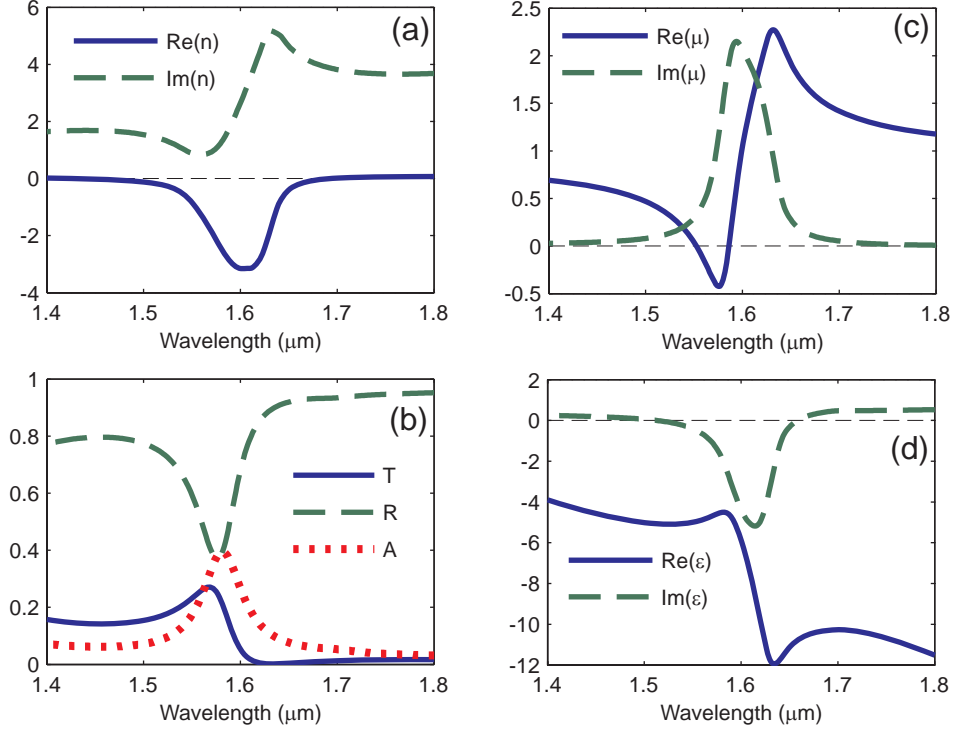 6
4
2
0
-2
-4
1.4
1.5
1.6
1.7
1.8
Wavelength (μm)
Re(n)
Im(n)
(a)
2.5
2
1.5
1
0.5
0
-0.5
1.4
1.5
1.6
1.7
1.8
Wavelength (μm)
Re(μ)
Im(μ)
(c)
1
0.8
0.6
0.4
0.2
0
1.4
1.5
1.6
1.7
1.8
Wavelength (μm)
(b)
T
R
A
2
0
-2
-4
-6
-8
-10
-12
1.4
1.5
1.6
1.7
1.8
Wavelength (μm)
(d)
Re(ε)
Im(ε)